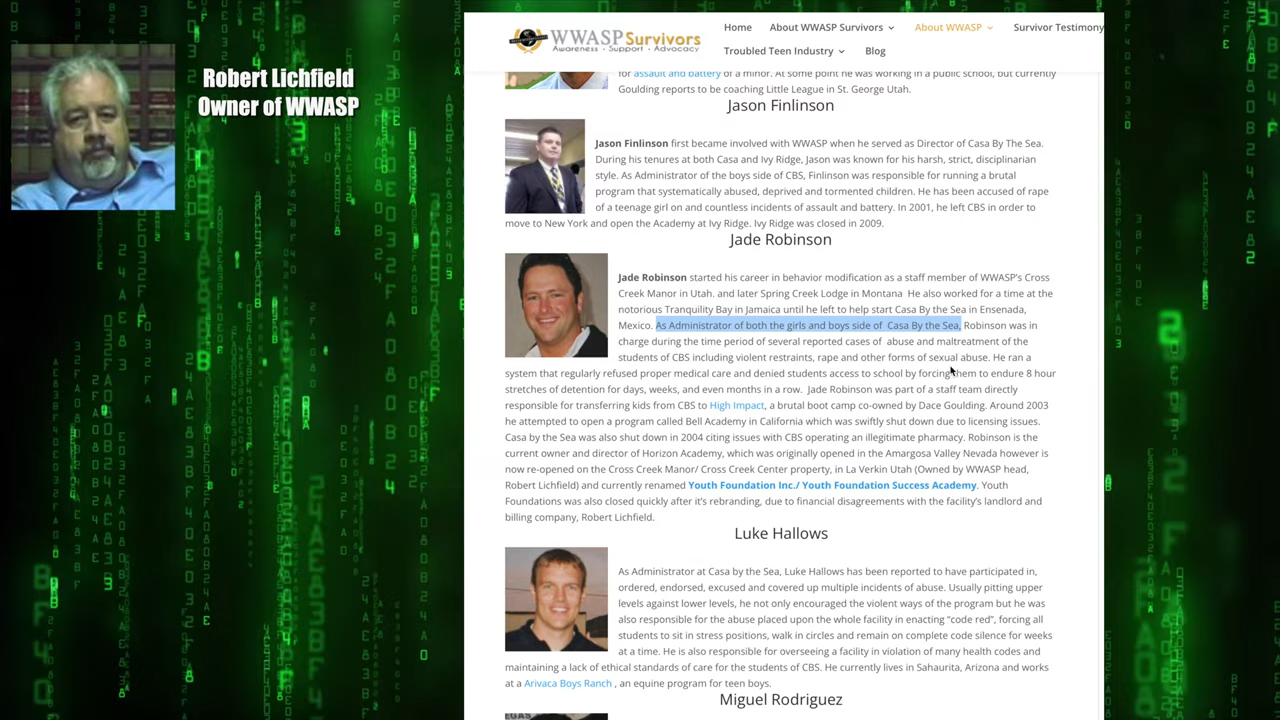 Robert Lichfield
Owner of WWASP
WWASPSurvivors
Awareness · Support · Advocacy
Home
About WWASP Survivors
About WWASP
Survivor Testimony
Troubled Teen Industry
Blog
for assault and battery of a minor. At some point he was working in a public school, but currently
Goulding reports to be coaching Little League in St. George Utah.
Jason Finlinson
Jason Finlinson first became involved with WWASP when he served as Director of Casa By The Sea.
During his tenures at both Casa and Ivy Ridge, Jason was known for his harsh, strict, disciplinarian
style. As Administrator of the boys side of CBS, Finlinson was responsible for running a brutal
program that systematically abused, deprived and tormented children. He has been accused of rape
of a teenage girl on and countless incidents of assault and battery. In 2001, he left CBS in order to
move to New York and open the Academy at Ivy Ridge. Ivy Ridge was closed in 2009.
Jade Robinson
Jade Robinson started his career in behavior modification as a staff member of WWASP's Cross
Creek Manor in Utah. and later Spring Creek Lodge in Montana He also worked for a time at the
notorious Tranquility Bay in Jamaica until he left to help start Casa By the Sea in Ensenada,
Mexico. As Administrator of both the girls and boys side of Casa By the Sea, Robinson was in
charge during the time period of several reported cases of abuse and maltreatment of the
students of CBS including violent restraints, rape and other forms of sexual abuse. He ran a
system that regularly refused proper medical care and denied students access to school by forcing them to endure 8 hour
stretches of detention for days, weeks, and even months in a row. Jade Robinson was part of a staff team directly
responsible for transferring kids from CBS to High Impact, a brutal boot camp co-owned by Dace Goulding. Around 2003
he attempted to open a program called Bell Academy in California which was swiftly shut down due to licensing issues.
Casa by the Sea was also shut down in 2004 citing issues with CBS operating an illegitimate pharmacy. Robinson is the
current owner and director of Horizon Academy, which was originally opened in the Amargosa Valley Nevada however is
now re-opened on the Cross Creek Manor/ Cross Creek Center property, in La Verkin Utah (Owned by WWASP head,
Robert Lichfield) and currently renamed Youth Foundation Inc./ Youth Foundation Success Academy. Youth
Foundations was also closed quickly after it's rebranding, due to financial disagreements with the facility's landlord and
billing company, Robert Lichfield.
Luke Hallows
As Administrator at Casa by the Sea, Luke Hallows has been reported to have participated in,
ordered, endorsed, excused and covered up multiple incidents of abuse. Usually pitting upper
levels against lower levels, he not only encouraged the violent ways of the program but he was
also responsible for the abuse placed upon the whole facility in enacting "code red", forcing all
students to sit in stress positions, walk in circles and remain on complete code silence for weeks
at a time. He is also responsible for overseeing a facility in violation of many health codes and
maintaining a lack of ethical standards of care for the students of CBS. He currently lives in Sahaurita, Arizona and works
at a Arivaca Boys Ranch , an equine program for teen boys.
Miguel Rodriguez